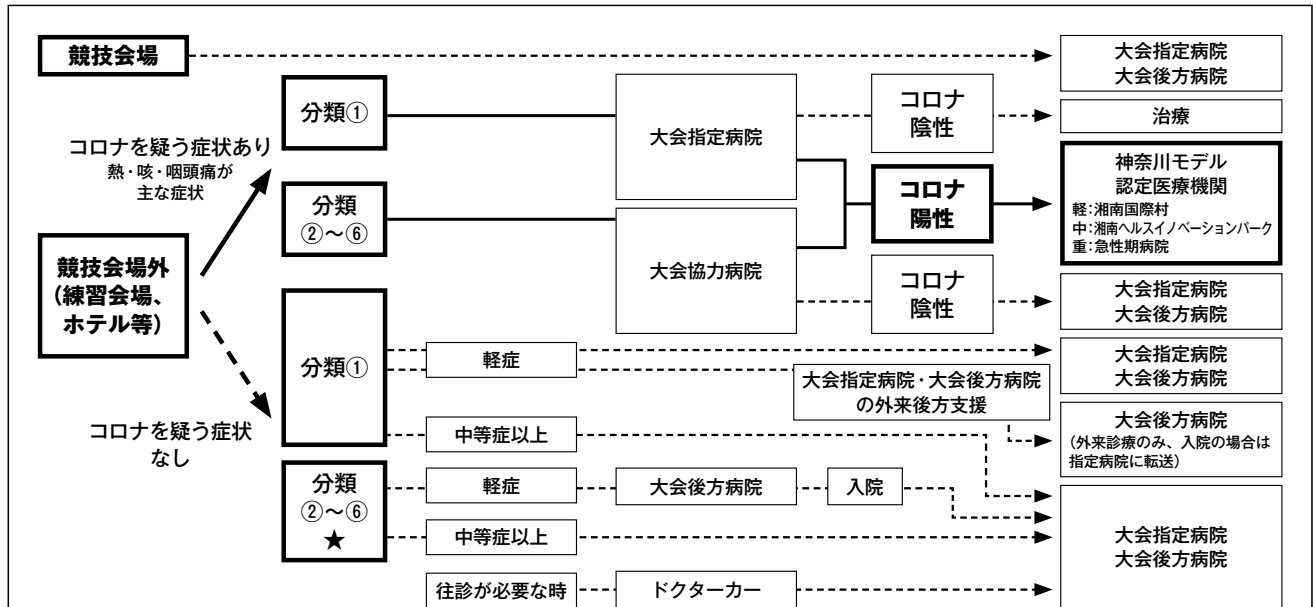 競技会場
大会指定病院
大会後方病院
分類①
大会指定病院
コロナ
陰性
治療
コロナを疑う症状あり
熱・咳・咽頭痛が
主な症状
分類
②〜⑥
大会協力病院
コロナ
陽性
神奈川モデル
認定医療機関
軽:湘南国際村
中:湘南ヘルスイノベーションパーク
重:急性期病院
競技会場外
(練習会場、
ホテル等)
コロナ
陰性
大会指定病院
大会後方病院
コロナを疑う症状
なし
分類①
軽症
大会指定病院
大会後方病院
大会指定病院・大会後方病院
の外来後方支援
大会後方病院
(外来診療のみ、入院の場合は
指定病院に転送)
中等症以上
分類
②〜⑥
★
軽症
大会後方病院
入院
中等症以上
大会指定病院
大会後方病院
往診が必要な時
ドクターカー